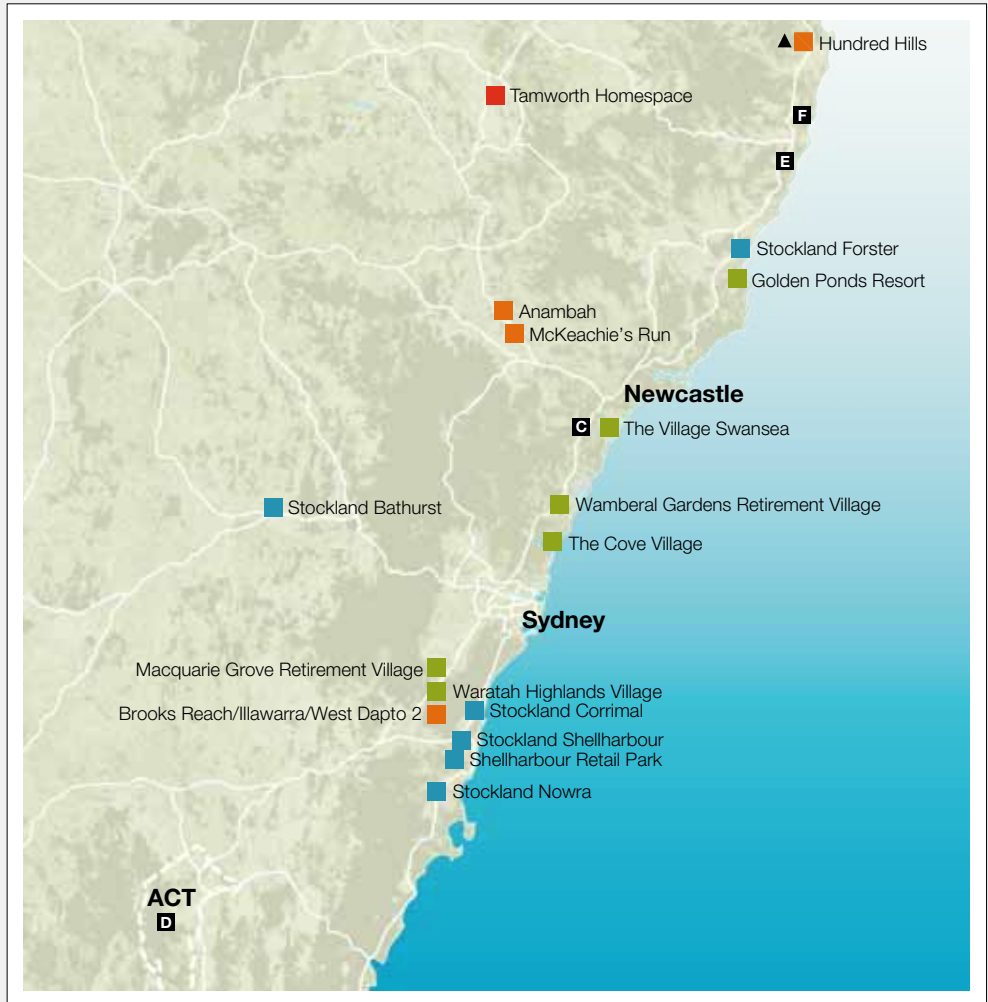 Hundred Hills
Tamworth Homespace
F
E
Stockland Forster
Golden Ponds Resort
Anambah
McKeachie's Run
Newcastle
C
The Village Swansea
Stockland Bathurst
Wamberal Gardens Retirement Village
The Cove Village
Sydney
Macquarie Grove Retirement Village
Waratah Highlands Village
Stockland Corrimal
Brooks Reach/Illawarra/West Dapto 2
Stockland Shellharbour
Shellharbour Retail Park
Stockland Nowra
ACT
D